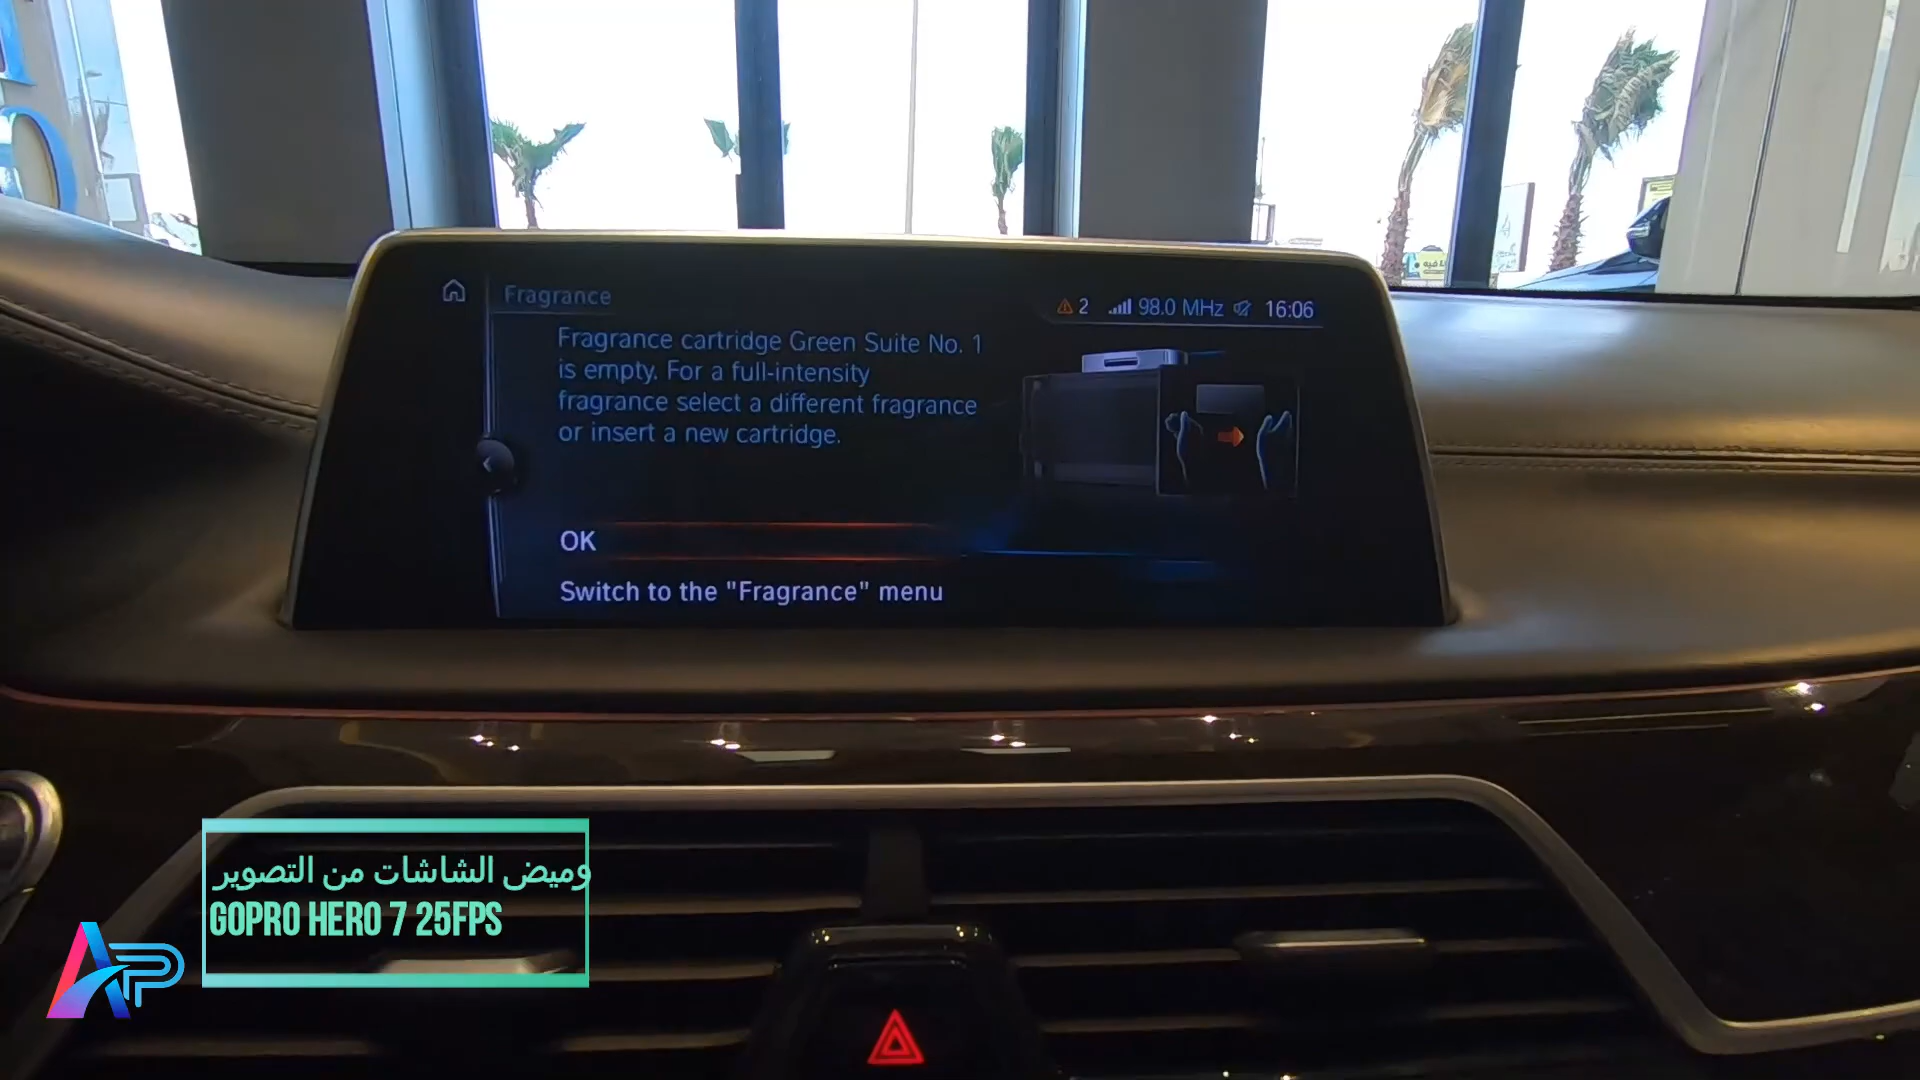 Fragrance
2 98.0 MHz 16:06
Fragrance cartridge Green Suite No. 1
is empty. For a full-intensity
fragrance select a different fragrance
or insert a new cartridge.
OK
Switch to the "Fragrance" menu
وميض الشاشات من التصوير
GOPRO HERO 7 25FPS
AP